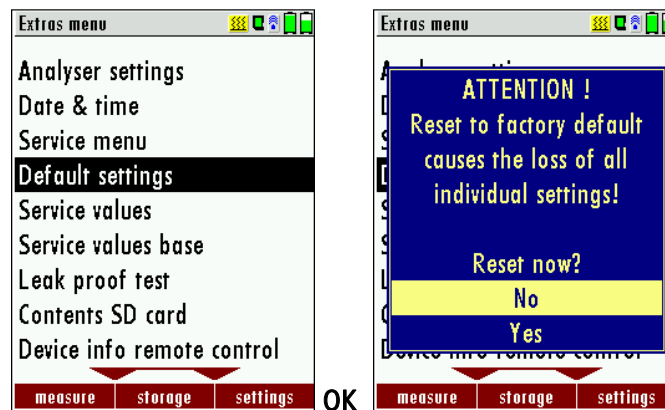 Extras menu
Analyser settings
Date & time
Service menu
Default settings
Service values
Service values base
Leak proof test
Contents SD card
Device info remote control
measure storage settings
OK
Extras menu
ATTENTION !
Reset to factory default
causes the loss of all
individual settings!
Reset now?
No
Yes
measure storage settings